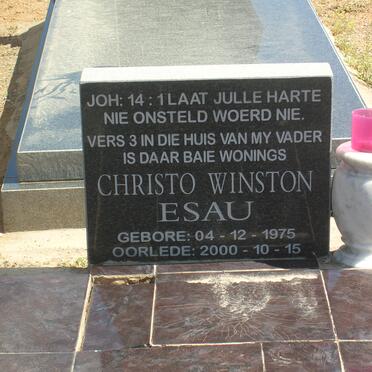 JOH: 14 : 1 LAAT JULLE HARTE
NIE ONSTELD WOERD NIE.
VERS 3 IN DIE HUIS VAN MY VADER
IS DAAR BAIE WONINGS
CHRISTO WINSTON
ESAU
GEBORE: 04 - 12 - 1975
OORLEDE: 2000 - 10 - 15